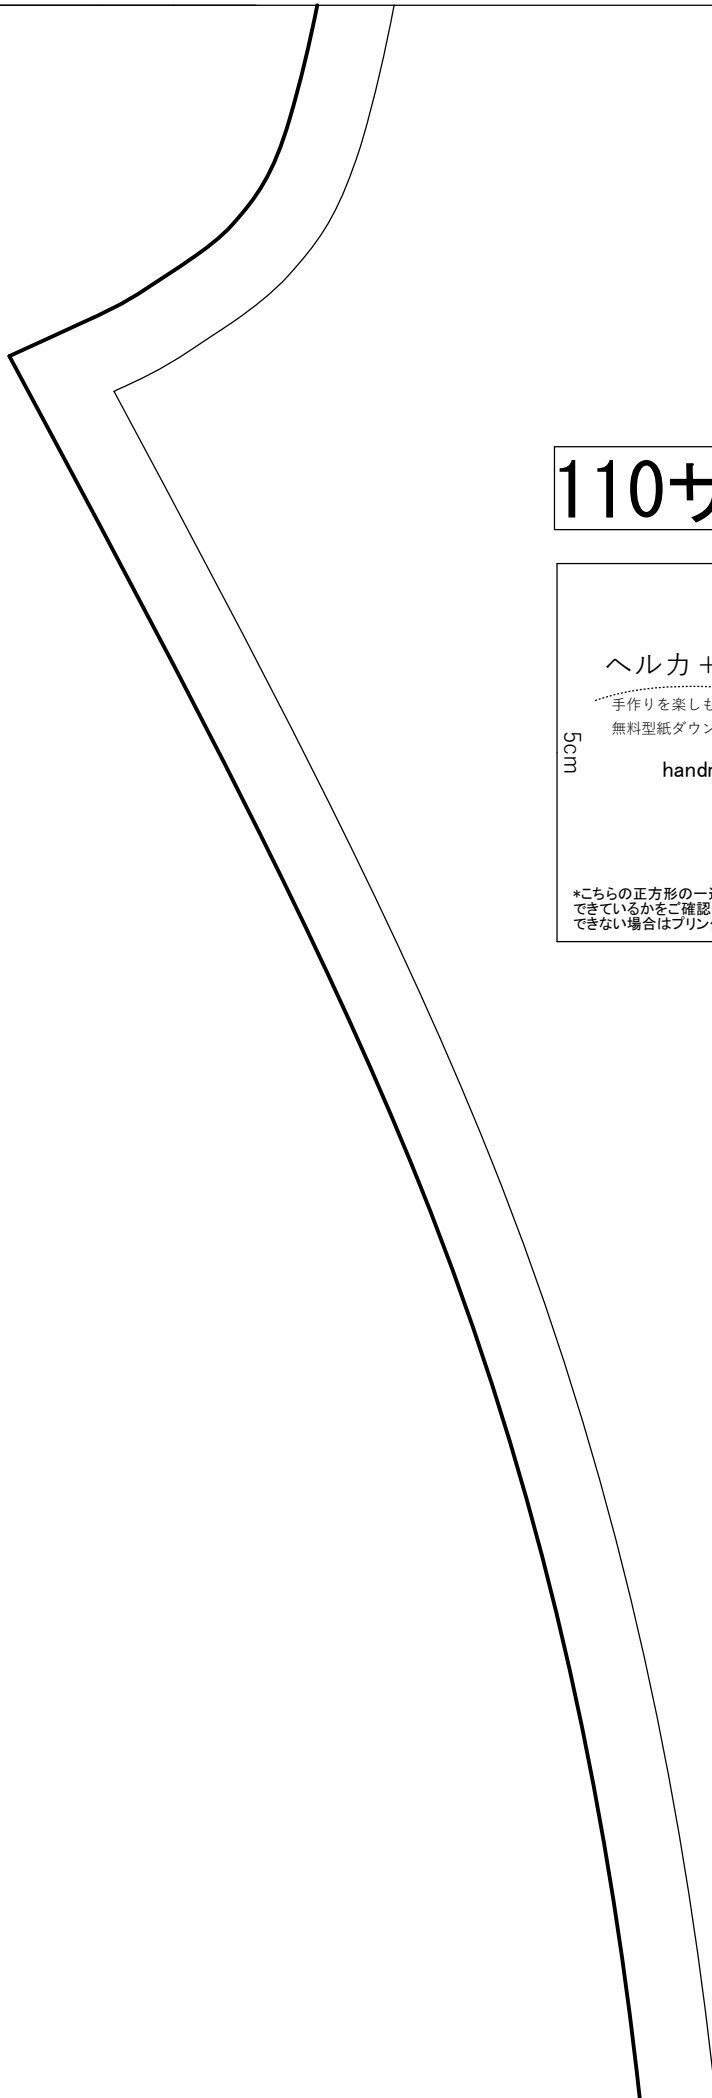 110サ
ヘルカ+
手作りを楽しも
無料型紙ダウン
5cm
handr
*こちらの正方形の一辺
できているかをご確認
できない場合はプリン